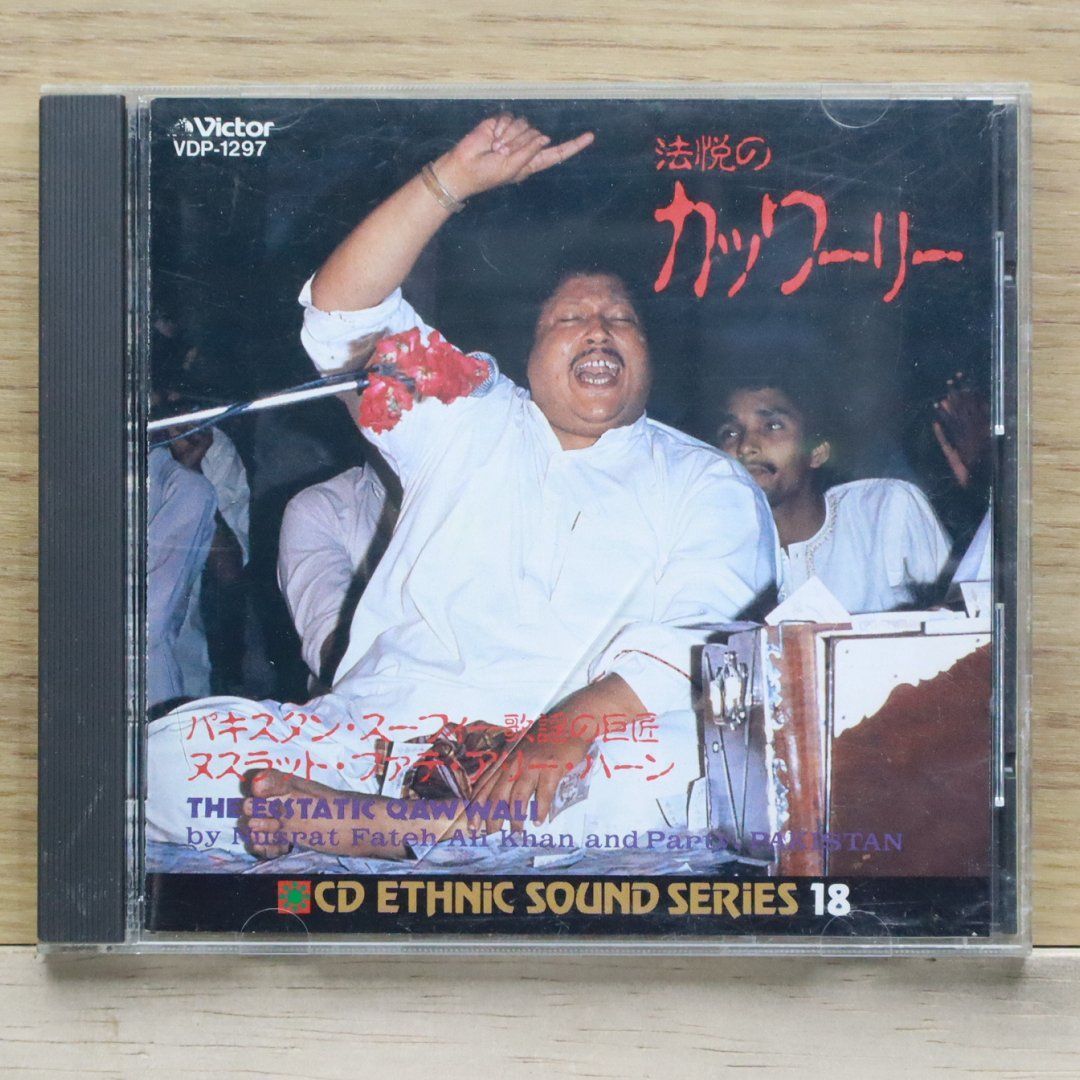 Victor
VDP-1297
法悦の
カッワーリー
パキスタン・スーフィー歌謡の巨匠
ヌスラット・ファテ・アリー・ハーン
THE ECSTATIC QAWWALI
by Nusrat Fateh Ali Khan and Party, PAKISTAN
CD ETHNiC SOUND SERiES 18